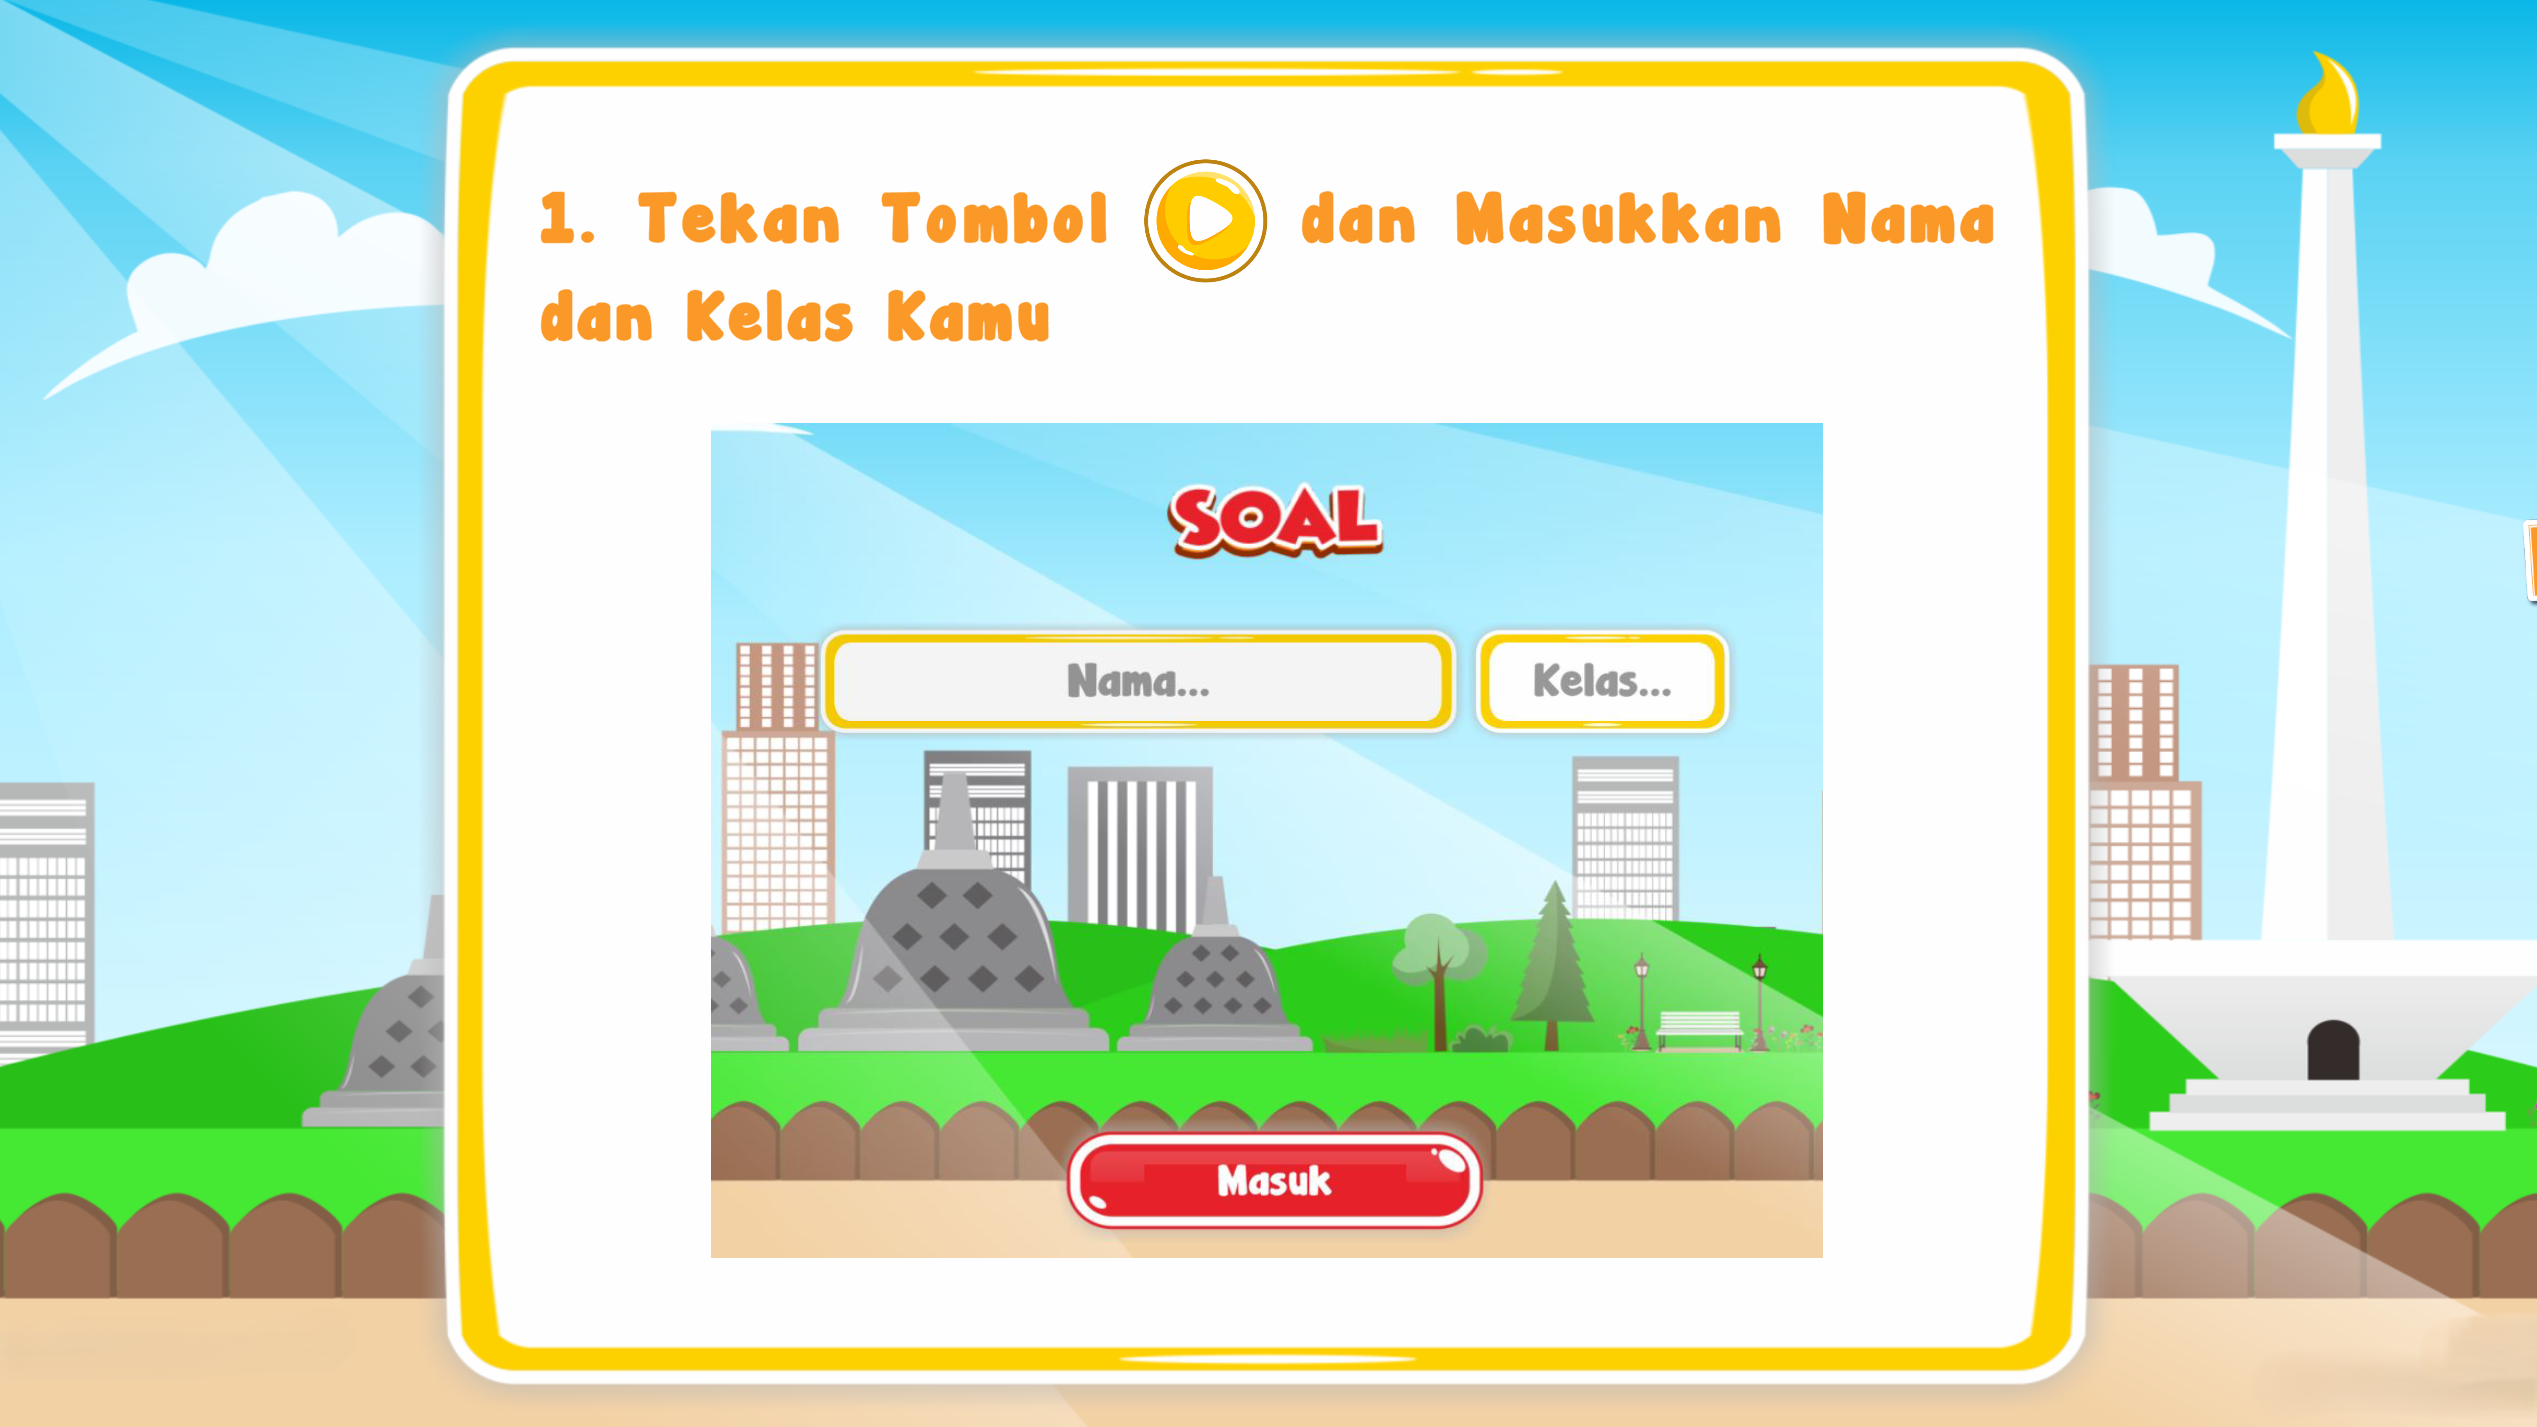 1. Tekan Tombol dan Masukkan Nama
dan Kelas Kamu
SOAL
Nama... Kelas...
Masuk